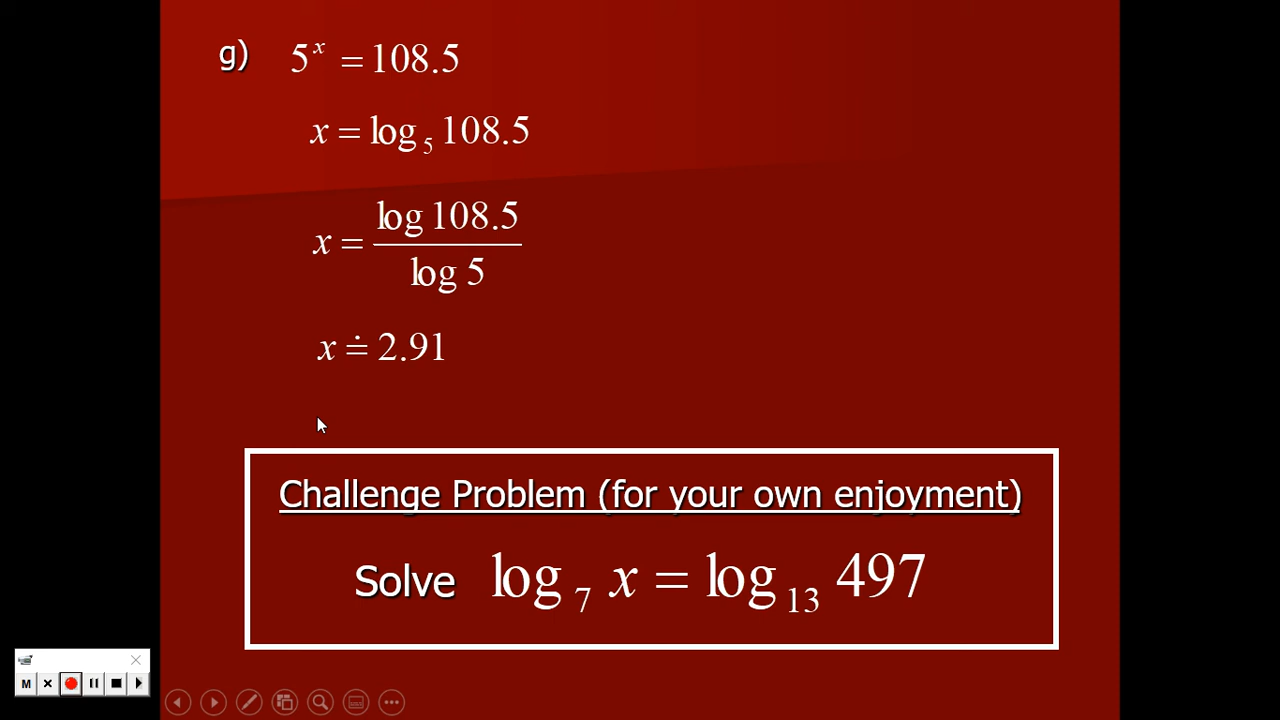 g) 5^x = 108.5
x = log_5 108.5
x = \frac{log 108.5}{log 5}
x ≐ 2.91
Challenge Problem (for your own enjoyment)
Solve log_7 x = log_13 497
M